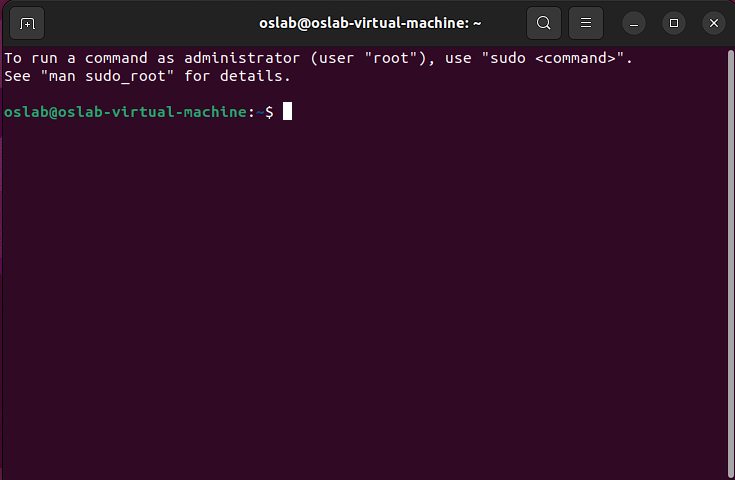 oslab@oslab-virtual-machine: ~
To run a command as administrator (user "root"), use "sudo <command>".
See "man sudo_root" for details.
oslab@oslab-virtual-machine:~$